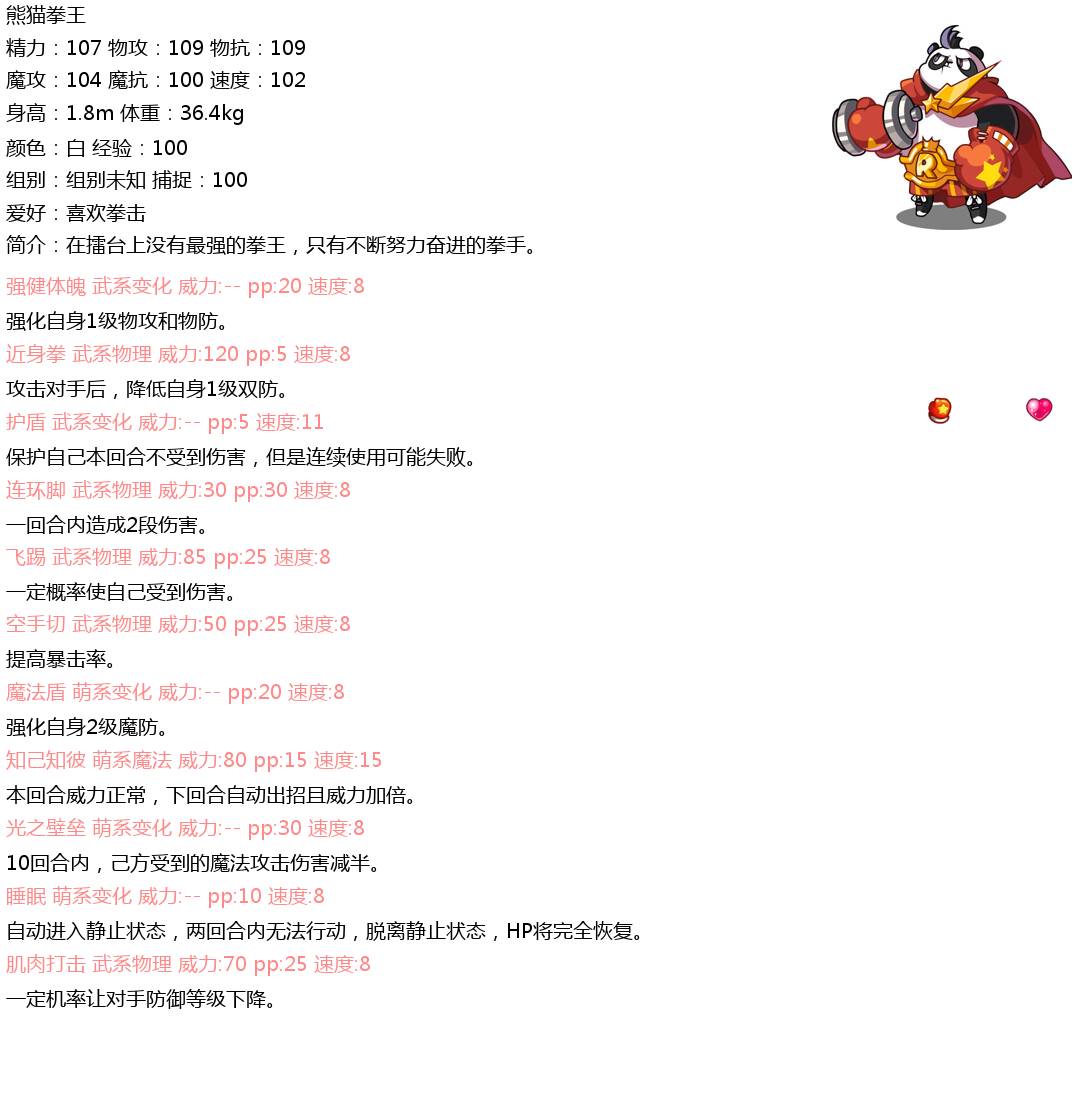 熊猫拳王
精力：107 物攻：109 物抗：109
魔攻：104 魔抗：100 速度：102
身高：1.8m 体重：36.4kg
颜色：白 经验：100
组别：组别未知 捕捉：100
爱好：喜欢拳击
简介：在擂台上没有最强的拳王，只有不断努力奋进的拳手。
强健体魄 武系变化 威力:-- pp:20 速度:8
强化自身1级物攻和物防。
近身拳 武系物理 威力:120 pp:5 速度:8
攻击对手后，降低自身1级双防。
护盾 武系变化 威力:-- pp:5 速度:11
保护自己本回合不受到伤害，但是连续使用可能失败。
连环脚 武系物理 威力:30 pp:30 速度:8
一回合内造成2段伤害。
飞踢 武系物理 威力:85 pp:25 速度:8
一定概率使自己受到伤害。
空手切 武系物理 威力:50 pp:25 速度:8
提高暴击率。
魔法盾 萌系变化 威力:-- pp:20 速度:8
强化自身2级魔防。
知己知彼 萌系魔法 威力:80 pp:15 速度:15
本回合威力正常，下回合自动出招且威力加倍。
光之壁垒 萌系变化 威力:-- pp:30 速度:8
10回合内，己方受到的魔法攻击伤害减半。
睡眠 萌系变化 威力:-- pp:10 速度:8
自动进入静止状态，两回合内无法行动，脱离静止状态，HP将完全恢复。
肌肉打击 武系物理 威力:70 pp:25 速度:8
一定机率让对手防御等级下降。
R